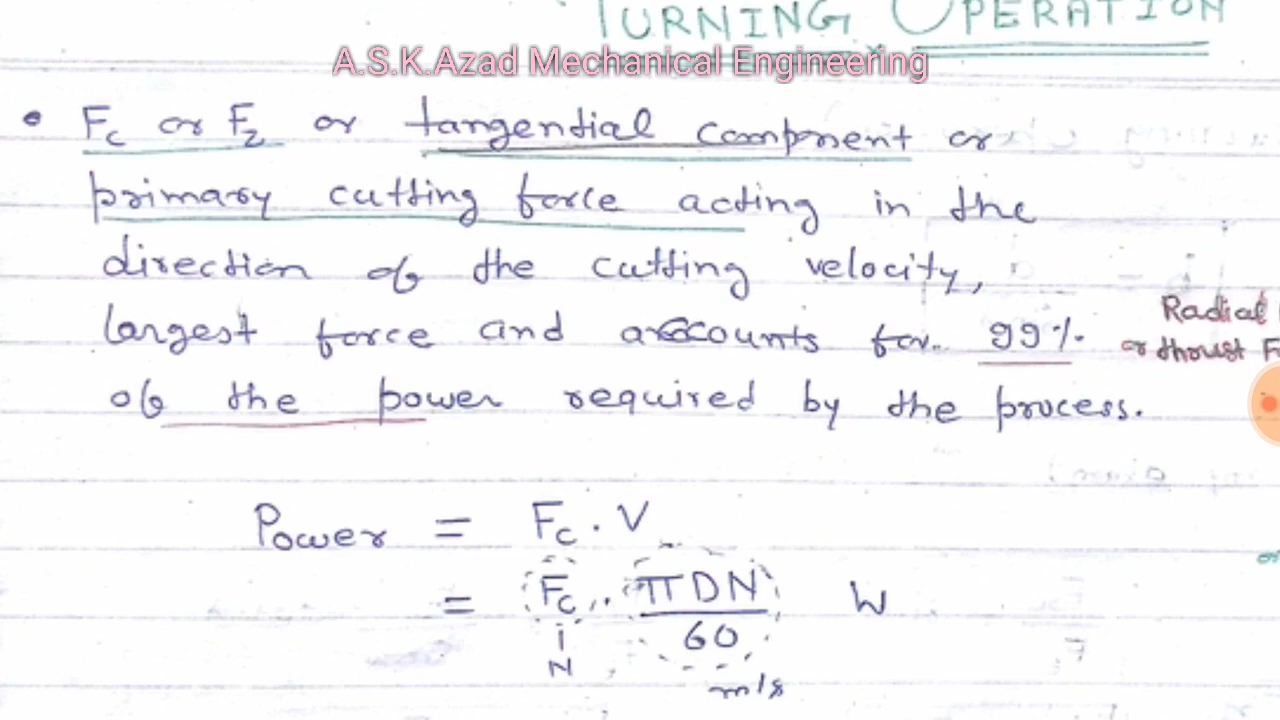 TURNING OPERATION
A.S.K.Azad Mechanical Engineering
• Fc or Fz or tangential component or
primary cutting force acting in the
direction of the cutting velocity,
largest force and accounts for 99%
of the power required by the process.
Radial
or thrust F
Power = Fc . V
= Fc . πDN/60 W
in N
m/s